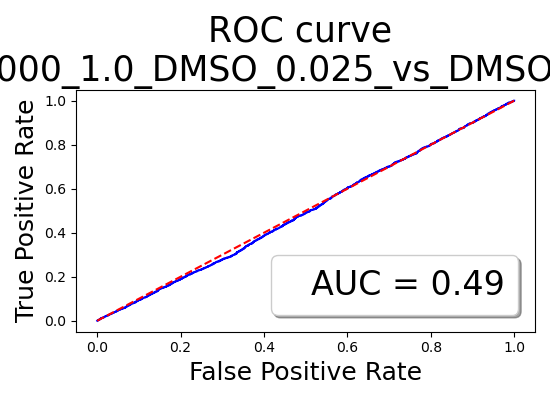 ROC curve
000_1.0_DMSO_0.025_vs_DMSO
True Positive Rate
1.0
0.8
0.6
0.4
0.2
0.0
AUC = 0.49
0.0 0.2 0.4 0.6 0.8 1.0
False Positive Rate